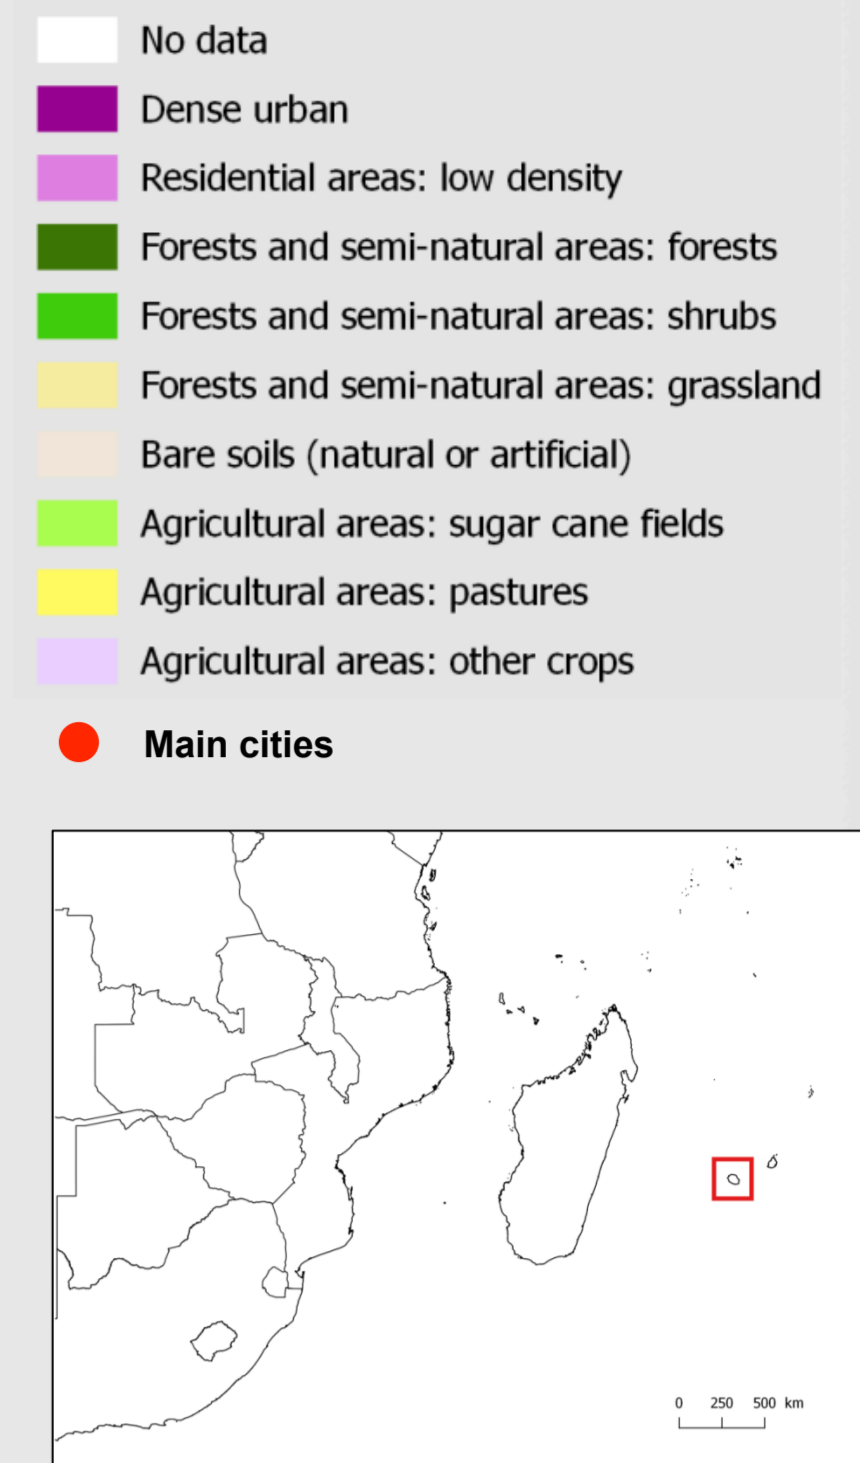 No data
Dense urban
Residential areas: low density
Forests and semi-natural areas: forests
Forests and semi-natural areas: shrubs
Forests and semi-natural areas: grassland
Bare soils (natural or artificial)
Agricultural areas: sugar cane fields
Agricultural areas: pastures
Agricultural areas: other crops
Main cities
0 250 500 km